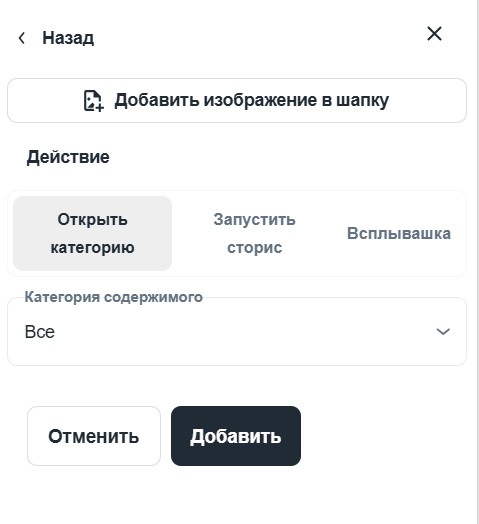 Назад
Добавить изображение в шапку
Действие
Открыть
категорию
Запустить
сторис
Всплывашка
Категория содержимого
Все
Отменить
Добавить